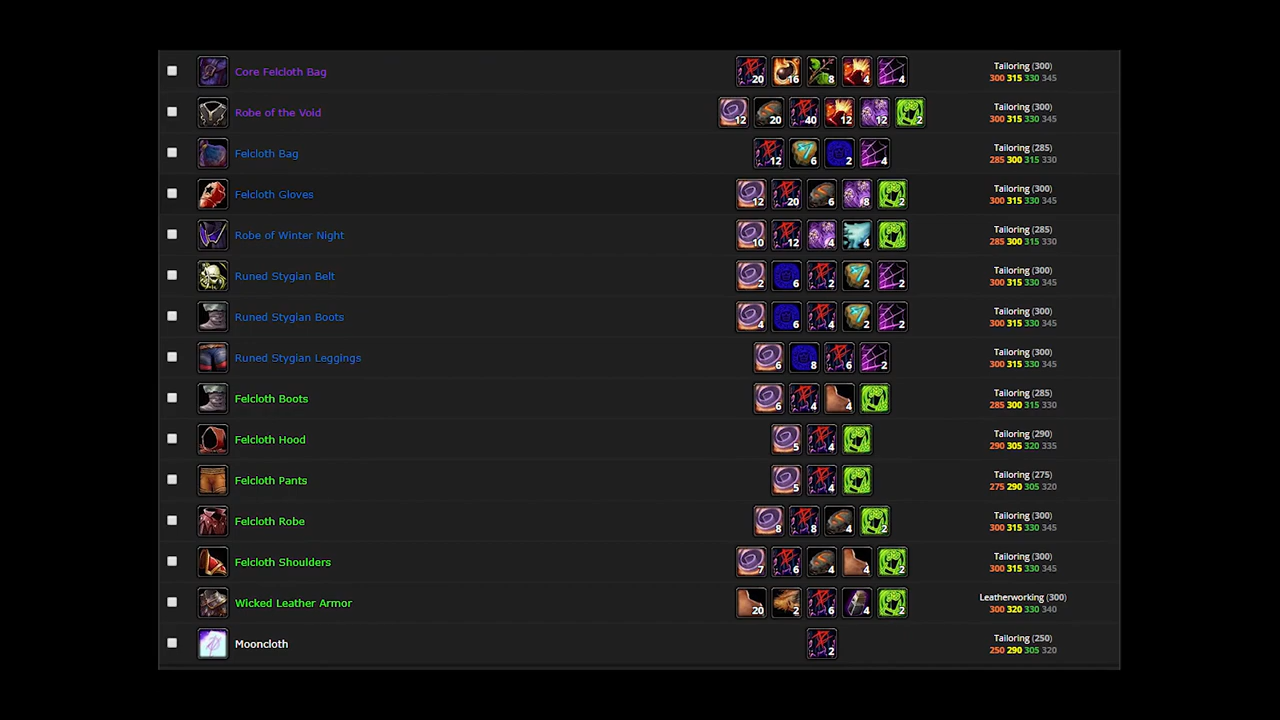 Core Felcloth Bag 20 16 8 4 4 Tailoring (300)
300 315 330 345
Robe of the Void 12 20 40 12 12 2 Tailoring (300)
300 315 330 345
Felcloth Bag 12 6 2 4 Tailoring (285)
285 300 315 330
Felcloth Gloves 12 20 6 8 2 Tailoring (300)
300 315 330 345
Robe of Winter Night 10 12 4 4 Tailoring (285)
285 300 315 330
Runed Stygian Belt 2 6 2 2 2 Tailoring (300)
300 315 330 345
Runed Stygian Boots 4 6 4 2 2 Tailoring (300)
300 315 330 345
Runed Stygian Leggings 6 8 6 2 Tailoring (300)
300 315 330 345
Felcloth Boots 6 4 4 Tailoring (285)
285 300 315 330
Felcloth Hood 5 4 Tailoring (290)
290 305 320 335
Felcloth Pants 5 4 Tailoring (275)
275 290 305 320
Felcloth Robe 8 8 4 2 Tailoring (300)
300 315 330 345
Felcloth Shoulders 7 6 4 4 2 Tailoring (300)
300 315 330 345
Wicked Leather Armor 20 2 6 4 2 Leatherworking (300)
300 320 330 340
Mooncloth 2 Tailoring (250)
250 290 305 320